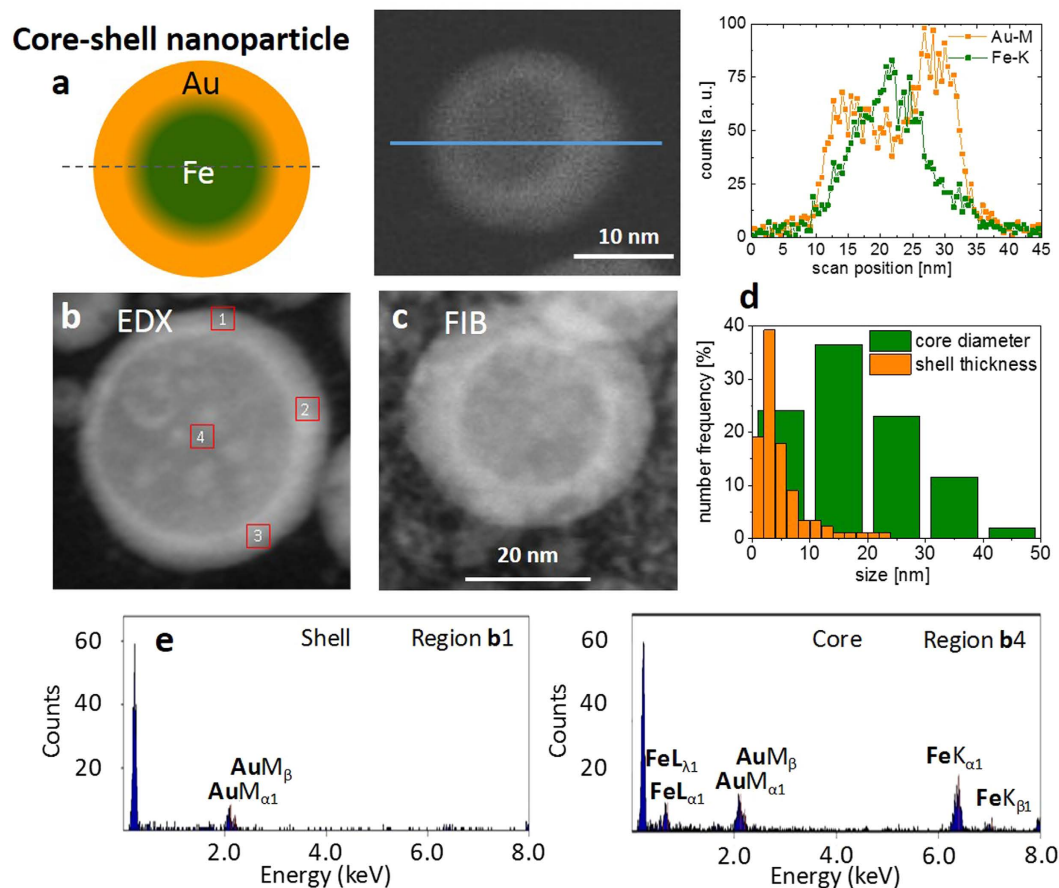 Core-shell nanoparticle
a
Au
Fe
10 nm
counts [a. u.]
100
75
50
25
0
Au-M
Fe-K
0 5 10 15 20 25 30 35 40 45
scan position [nm]
b EDX
1
2
4
3
c FIB
20 nm
d
number frequency [%]
40
30
20
10
0
core diameter
shell thickness
0 10 20 30 40 50
size [nm]
e
Shell Region b1
Counts
60
40
20
AuMβ
AuMα1
2.0 4.0 6.0 8.0
Energy (keV)
Core Region b4
Counts
60
40
20
FeLλ1
FeLα1
AuMβ
AuMα1
FeKα1
FeKβ1
2.0 4.0 6.0 8.0
Energy (keV)